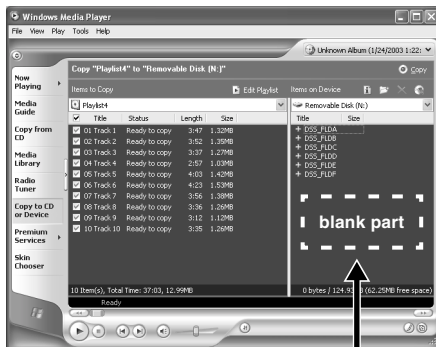 Windows Media Player
File View Play Tools Help
Unknown Album (1/24/2003 1:22:
Now Playing
Media Guide
Copy from CD
Media Library
Radio Tuner
Copy to CD or Device
Premium Services
Skin Chooser
Copy "Playlist4" to "Removable Disk (N:)"
Copy
Items to Copy
Edit Playlist
Playlist4
Title Status Length Size
01 Track 1 Ready to copy 3:47 1.32MB
02 Track 2 Ready to copy 3:52 1.35MB
03 Track 3 Ready to copy 3:37 1.27MB
04 Track 4 Ready to copy 2:57 1.03MB
05 Track 5 Ready to copy 4:03 1.42MB
06 Track 6 Ready to copy 4:23 1.53MB
07 Track 7 Ready to copy 3:56 1.38MB
08 Track 8 Ready to copy 3:36 1.26MB
09 Track 9 Ready to copy 3:12 1.12MB
10 Track 10 Ready to copy 3:35 1.26MB
10 Item(s), Total Time: 37:03, 12.99MB
Items on Device
Removable Disk (N:)
Title Size
DSS_FLDA
DSS_FLDB
DSS_FLDC
DSS_FLDD
DSS_FLDE
DSS_FLDF
blank part
0 bytes / 124.93 B (62.25MB free space)
Ready